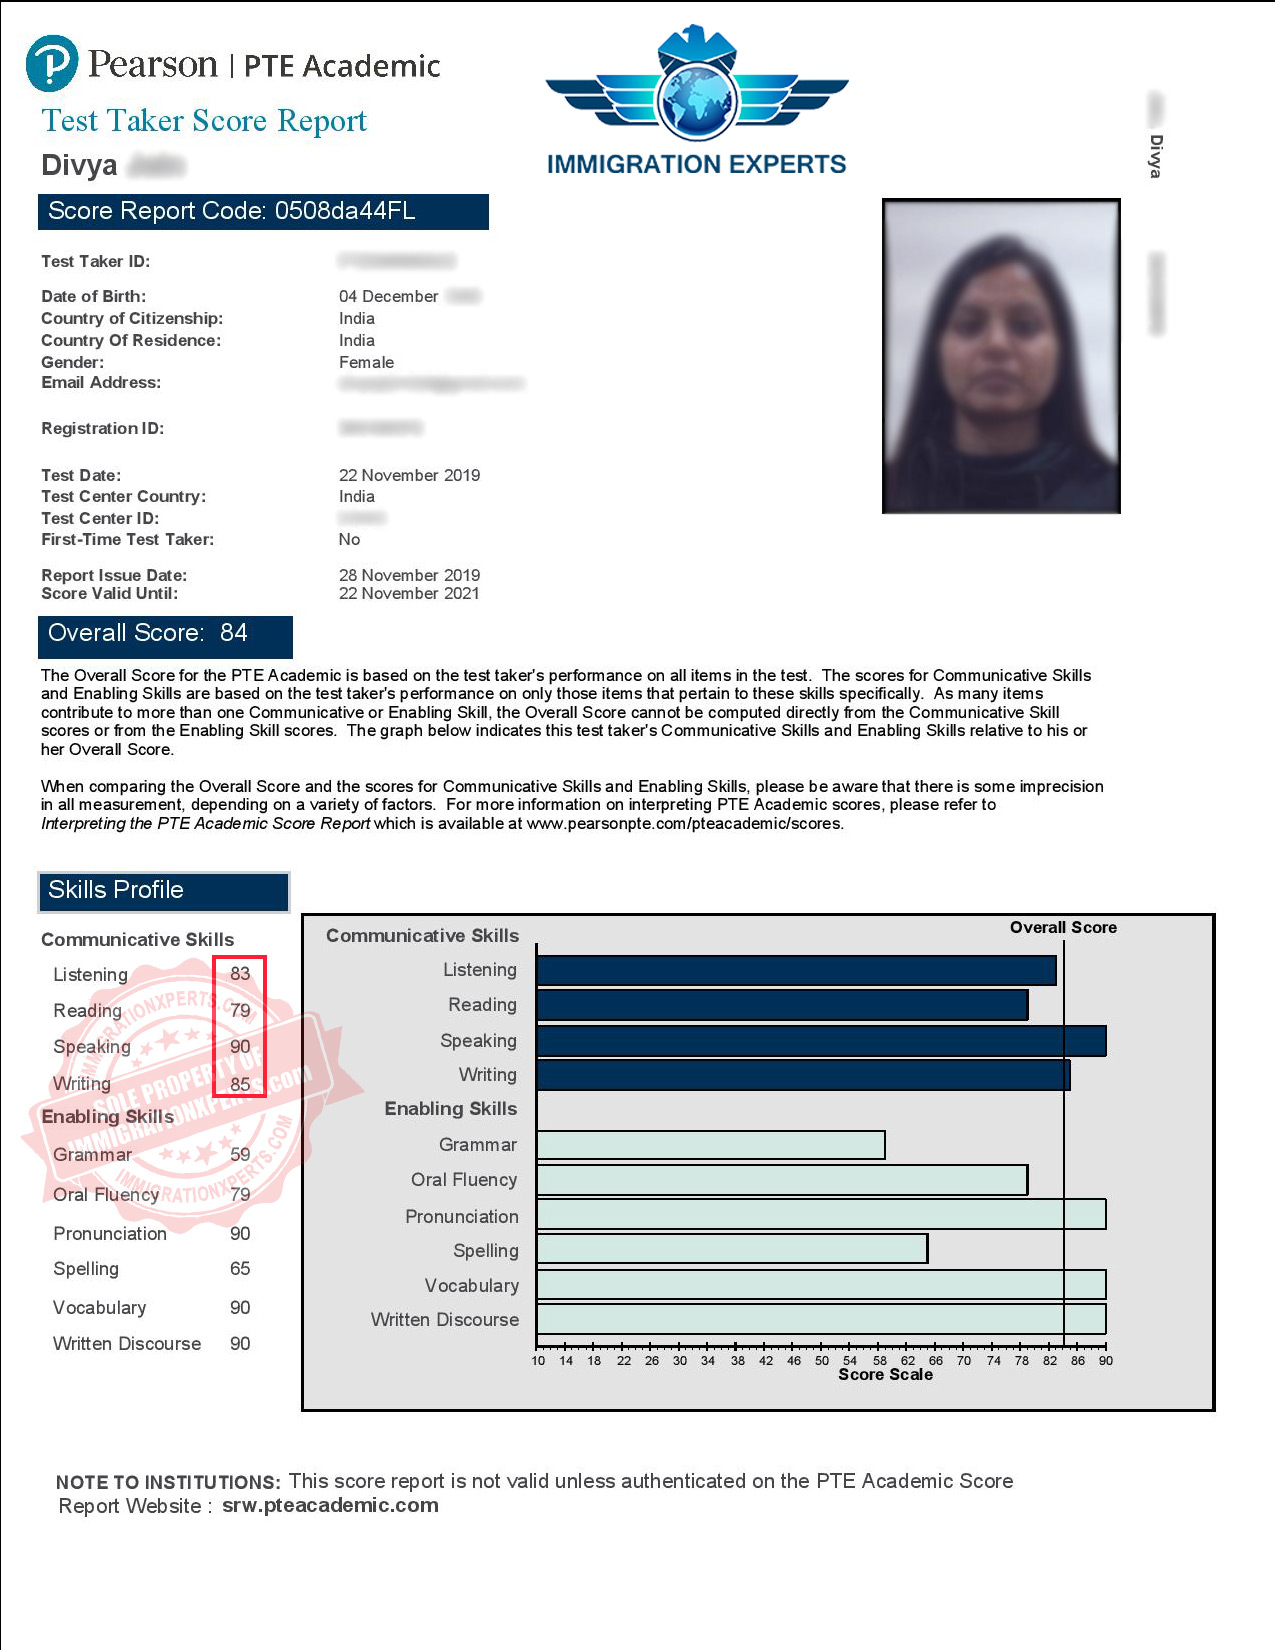 Pearson | PTE Academic
Test Taker Score Report
IMMIGRATION EXPERTS
Divya
Divya
Score Report Code: 0508da44FL
Test Taker ID:
Date of Birth: 04 December
Country of Citizenship: India
Country Of Residence: India
Gender: Female
Email Address:
Registration ID:
Test Date: 22 November 2019
Test Center Country: India
Test Center ID:
First-Time Test Taker: No
Report Issue Date: 28 November 2019
Score Valid Until: 22 November 2021
Overall Score: 84
The Overall Score for the PTE Academic is based on the test taker's performance on all items in the test. The scores for Communicative Skills
and Enabling Skills are based on the test taker's performance on only those items that pertain to these skills specifically. As many items
contribute to more than one Communicative or Enabling Skill, the Overall Score cannot be computed directly from the Communicative Skill
scores or from the Enabling Skill scores. The graph below indicates this test taker's Communicative Skills and Enabling Skills relative to his or
her Overall Score.
When comparing the Overall Score and the scores for Communicative Skills and Enabling Skills, please be aware that there is some imprecision
in all measurement, depending on a variety of factors. For more information on interpreting PTE Academic scores, please refer to
Interpreting the PTE Academic Score Report which is available at www.pearsonpte.com/pteacademic/scores.
Skills Profile
Communicative Skills
Listening 83
Reading 79
Speaking 90
Writing 85
Enabling Skills
Grammar 59
Oral Fluency 79
Pronunciation 90
Spelling 65
Vocabulary 90
Written Discourse 90
IMMIGRATIONXPERTS.COM
SOLE PROPERTY OF
IMMIGRATIONXPERTS.com
IMMIGRATIONXPERTS.COM
Overall Score
Communicative Skills
Listening
Reading
Speaking
Writing
Enabling Skills
Grammar
Oral Fluency
Pronunciation
Spelling
Vocabulary
Written Discourse
10 14 18 22 26 30 34 38 42 46 50 54 58 62 66 70 74 78 82 86 90
Score Scale
NOTE TO INSTITUTIONS: This score report is not valid unless authenticated on the PTE Academic Score
Report Website : srw.pteacademic.com